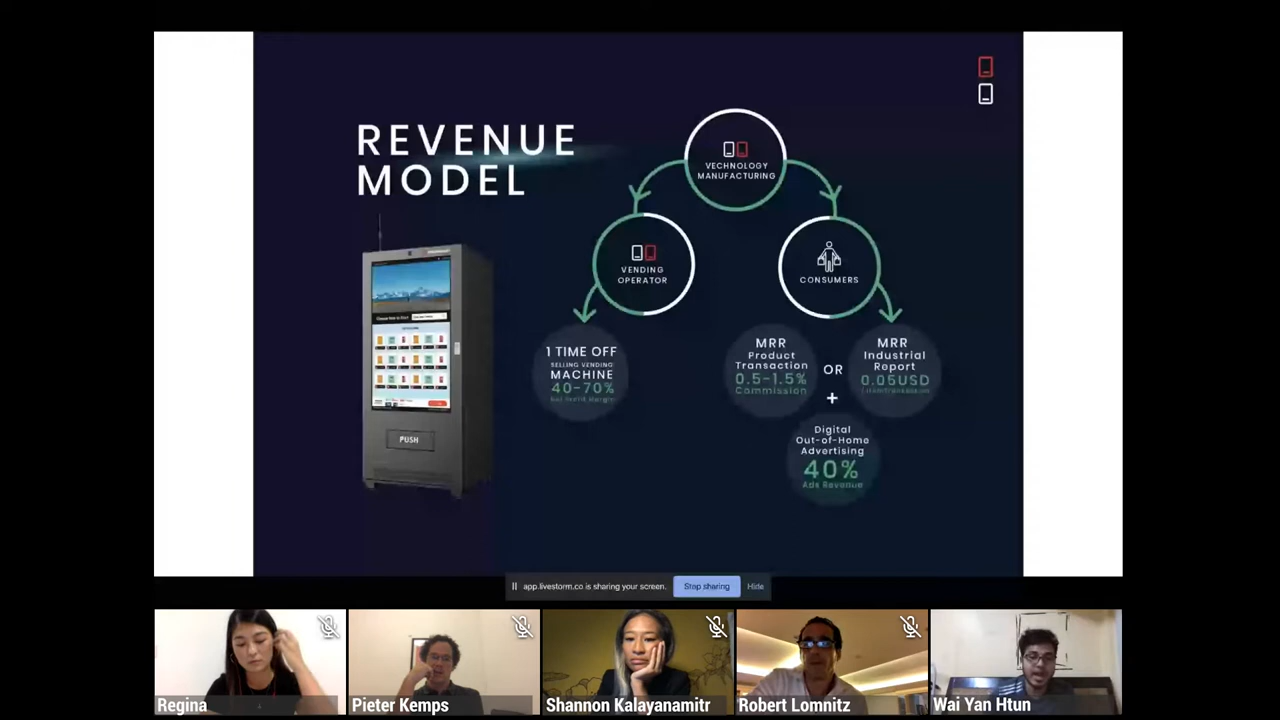 REVENUE
MODEL
VECHNOLOGY
MANUFACTURING
VENDING
OPERATOR
CONSUMERS
1 TIME OFF
SELLING VENDING
MACHINE
40-70%
Net Profit Margin
MRR
Product
Transaction
0.5-1.5%
Commission
OR
MRR
Industrial
Report
0.05USD
+
Digital
Out-of-Home
Advertising
40%
Ads Revenue
PUSH
app.livestorm.co is sharing your screen.
Stop sharing
Hide
Regina
Pieter Kemps
Shannon Kalayanamitr
Robert Lomnitz
Wai Yan Htun